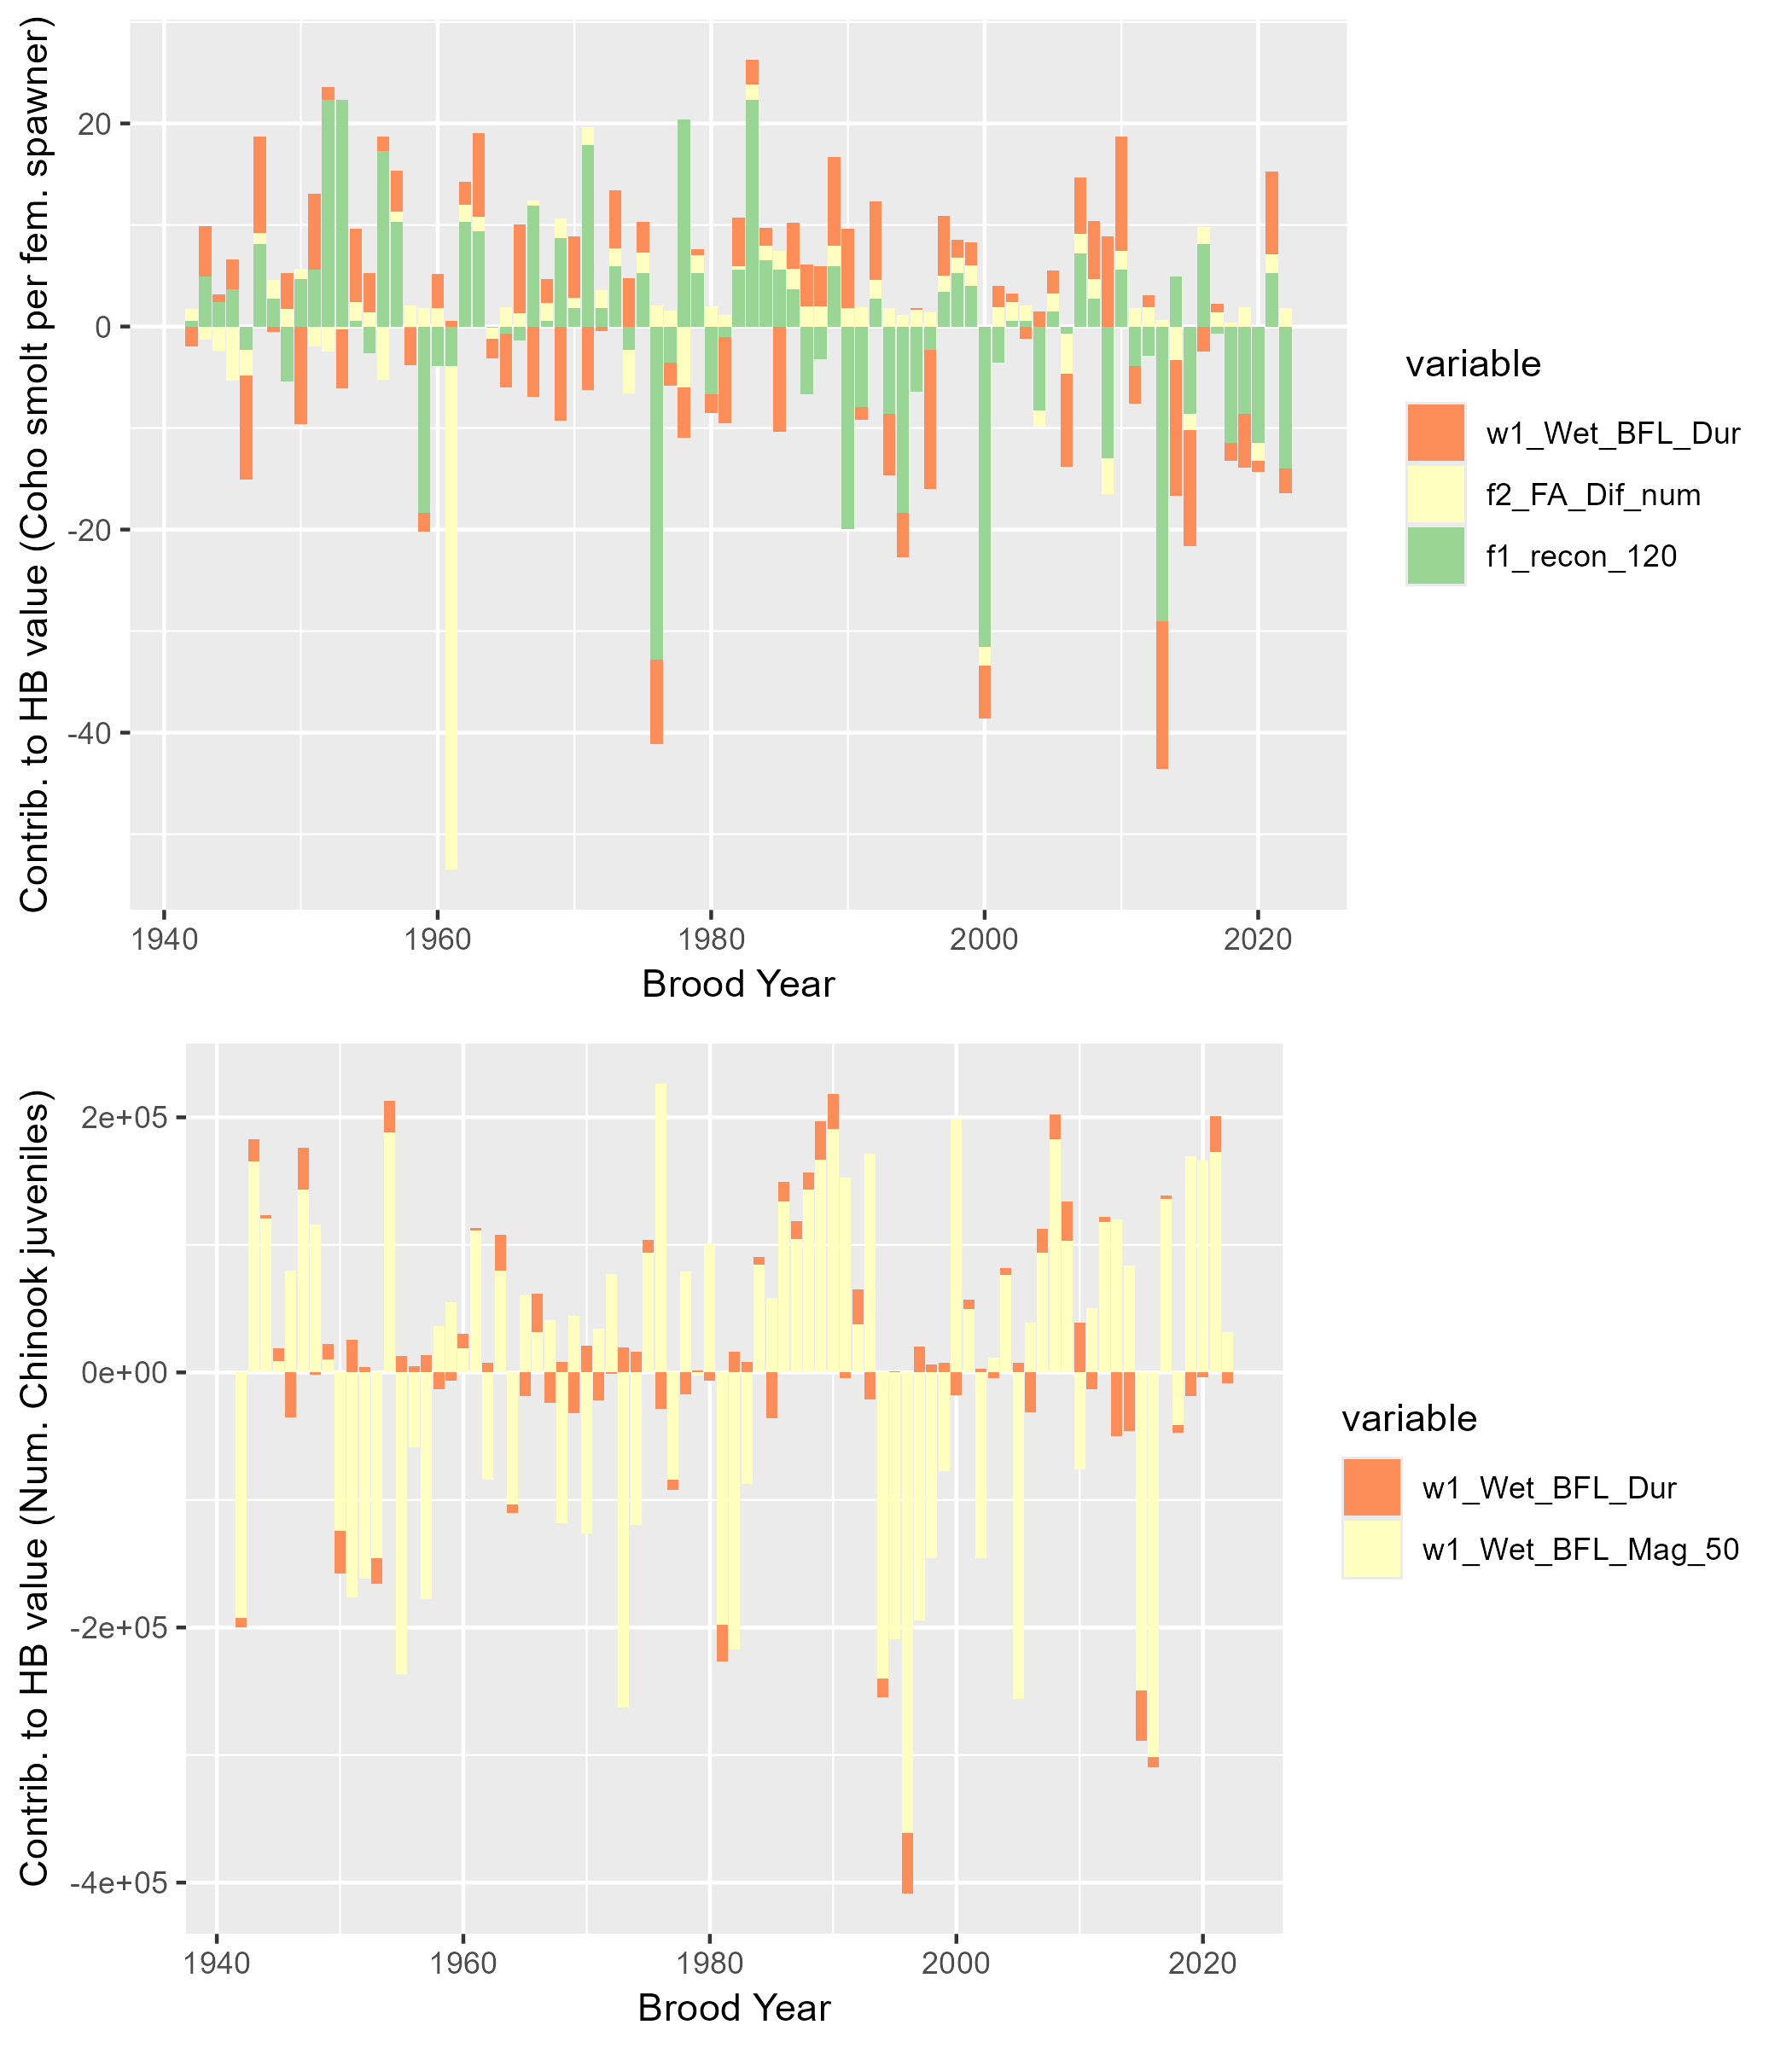 Contrib. to HB value (Coho smolt per fem. spawner)
20
0
-20
-40
1940
1960
1980
2000
2020
Brood Year
variable
w1_Wet_BFL_Dur
f2_FA_Dif_num
f1_recon_120
Contrib. to HB value (Num. Chinook juveniles)
2e+05
0e+00
-2e+05
-4e+05
1940
1960
1980
2000
2020
Brood Year
variable
w1_Wet_BFL_Dur
w1_Wet_BFL_Mag_50